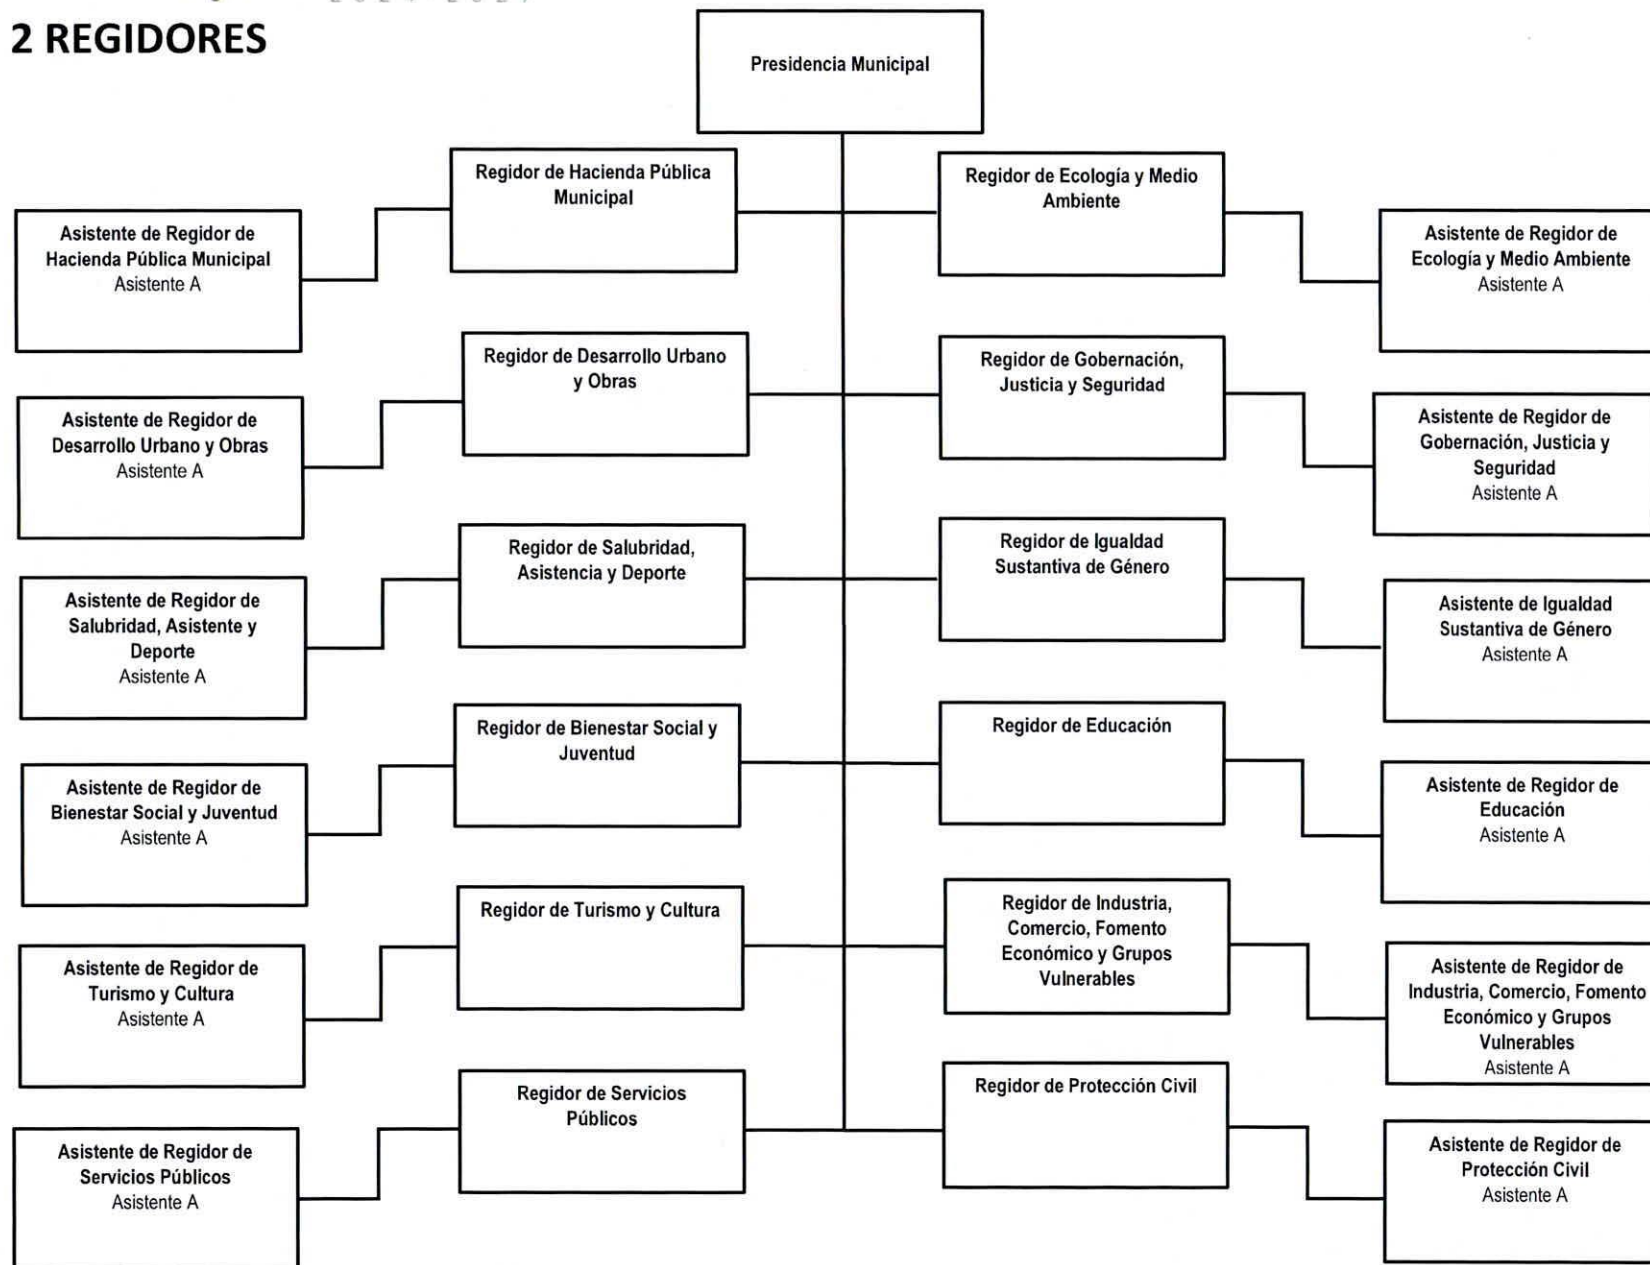 2 REGIDORES
Presidencia Municipal
Regidor de Hacienda Pública
Municipal
Regidor de Ecología y Medio
Ambiente
Asistente de Regidor de
Hacienda Pública Municipal
Asistente A
Asistente de Regidor de
Ecología y Medio Ambiente
Asistente A
Regidor de Desarrollo Urbano
y Obras
Regidor de Gobernación,
Justicia y Seguridad
Asistente de Regidor de
Desarrollo Urbano y Obras
Asistente A
Asistente de Regidor de
Gobernación, Justicia y
Seguridad
Asistente A
Regidor de Salubridad,
Asistencia y Deporte
Regidor de Igualdad
Sustantiva de Género
Asistente de Regidor de
Salubridad, Asistente y
Deporte
Asistente A
Asistente de Igualdad
Sustantiva de Género
Asistente A
Regidor de Bienestar Social y
Juventud
Regidor de Educación
Asistente de Regidor de
Bienestar Social y Juventud
Asistente A
Asistente de Regidor de
Educación
Asistente A
Regidor de Turismo y Cultura
Regidor de Industria,
Comercio, Fomento
Económico y Grupos
Vulnerables
Asistente de Regidor de
Turismo y Cultura
Asistente A
Asistente de Regidor de
Industria, Comercio, Fomento
Económico y Grupos
Vulnerables
Asistente A
Regidor de Servicios
Públicos
Regidor de Protección Civil
Asistente de Regidor de
Servicios Públicos
Asistente A
Asistente de Regidor de
Protección Civil
Asistente A